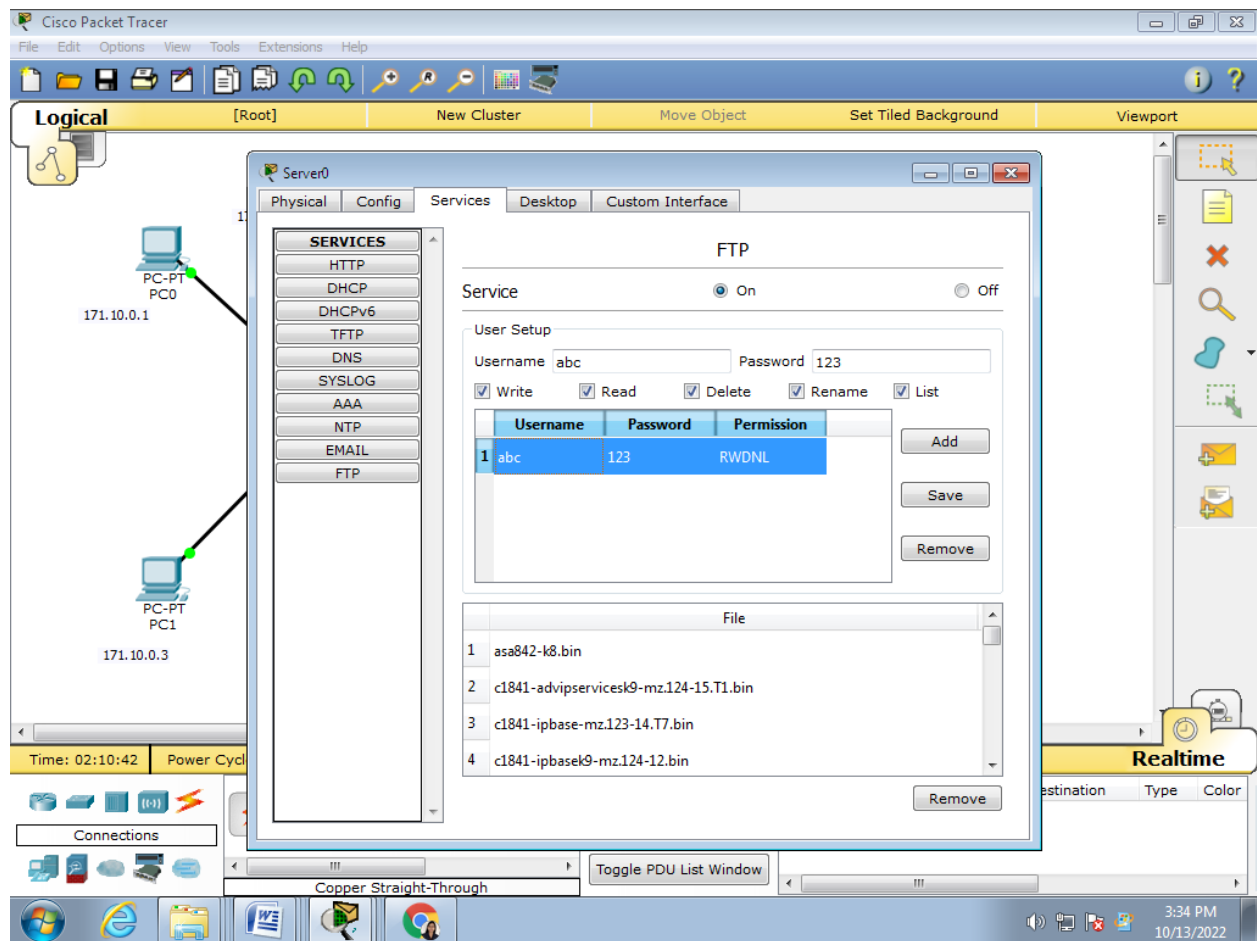 Cisco Packet Tracer
File Edit Options View Tools Extensions Help
Logical [Root] New Cluster Move Object Set Tiled Background Viewport
Server0
Physical Config Services Desktop Custom Interface
SERVICES
HTTP
DHCP
DHCPv6
TFTP
DNS
SYSLOG
AAA
NTP
EMAIL
FTP
FTP
Service On Off
User Setup
Username abc Password 123
Write Read Delete Rename List
Username Password Permission
1 abc 123 RWDNL
Add
Save
Remove
File
1 asa842-k8.bin
2 c1841-advipservicesk9-mz.124-15.T1.bin
3 c1841-ipbase-mz.123-14.T7.bin
4 c1841-ipbasek9-mz.124-12.bin
Remove
PC-PT
PC0
171.10.0.1
PC-PT
PC1
171.10.0.3
Time: 02:10:42 Power Cycl
Realtime
estination Type Color
Connections
Toggle PDU List Window
Copper Straight-Through
3:34 PM
10/13/2022